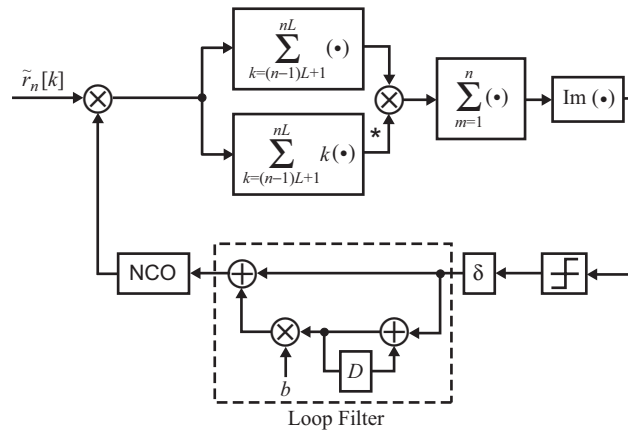 nL
∑ (•)
k=(n−1)L+1
r̃ₙ[k]
nL
∑ k(•)
k=(n−1)L+1
*
n
∑ (•)
m=1
Im (•)
NCO
δ
D
b
Loop Filter